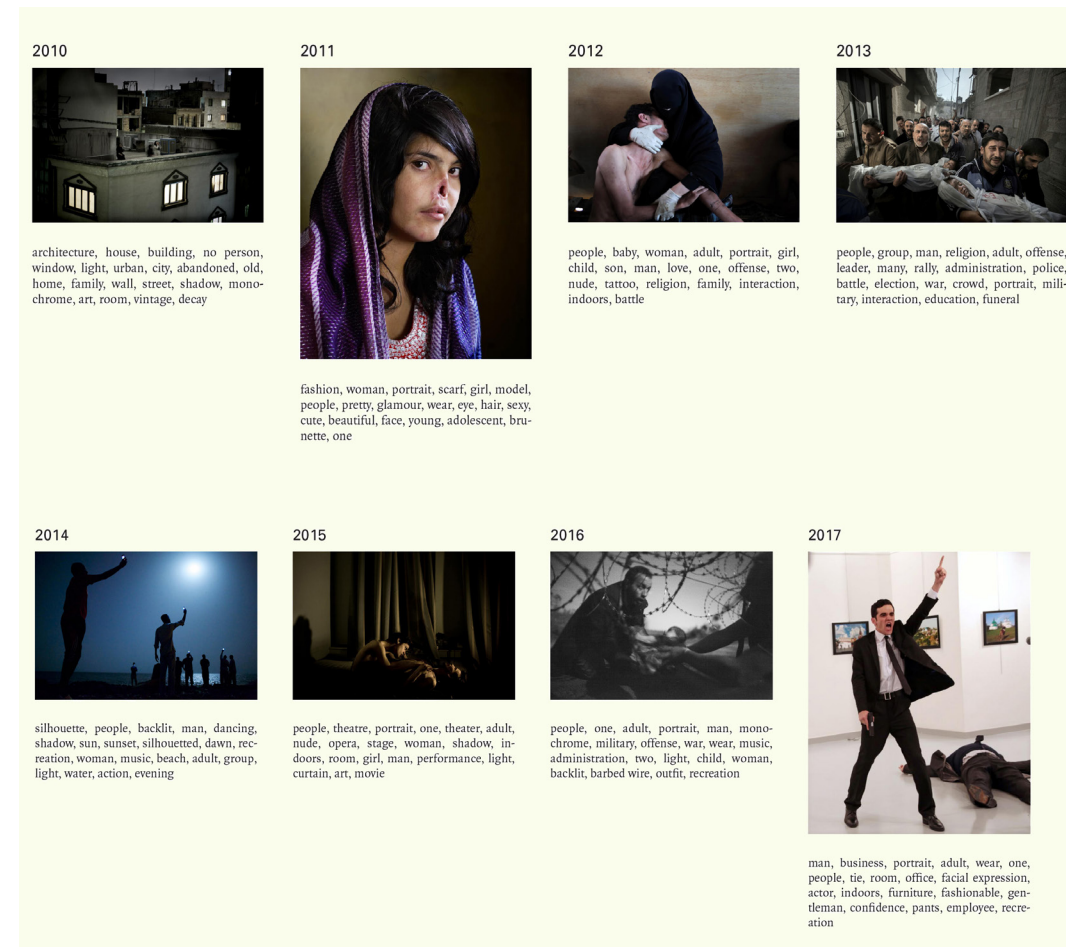 2010
2011
2012
2013
architecture, house, building, no person,
window, light, urban, city, abandoned, old,
home, family, wall, street, shadow, mono-
chrome, art, room, vintage, decay
fashion, woman, portrait, scarf, girl, model,
people, pretty, glamour, wear, eye, hair, sexy,
cute, beautiful, face, young, adolescent, bru-
nette, one
people, baby, woman, adult, portrait, girl,
child, son, man, love, one, offense, two,
nude, tattoo, religion, family, interaction,
indoors, battle
people, group, man, religion, adult, offense,
leader, many, rally, administration, police,
battle, election, war, crowd, portrait, mili-
tary, interaction, education, funeral
2014
2015
2016
2017
silhouette, people, backlit, man, dancing,
shadow, sun, sunset, silhouetted, dawn, rec-
reation, woman, music, beach, adult, group,
light, water, action, evening
people, theatre, portrait, one, theater, adult,
nude, opera, stage, woman, shadow, in-
doors, room, girl, man, performance, light,
curtain, art, movie
people, one, adult, portrait, man, mono-
chrome, military, offense, war, wear, music,
administration, two, light, child, woman,
backlit, barbed wire, outfit, recreation
man, business, portrait, adult, wear, one,
people, tie, room, office, facial expression,
actor, indoors, furniture, fashionable, gen-
tleman, confidence, pants, employee, recre-
ation